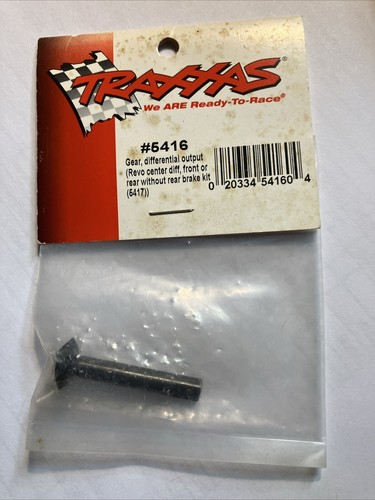 TRAXXAS®
We ARE Ready-To-Race®
#5416
Gear, differential output
(Revo center diff, front or
rear without rear brake kit
(5417))
0 20334 54160 4